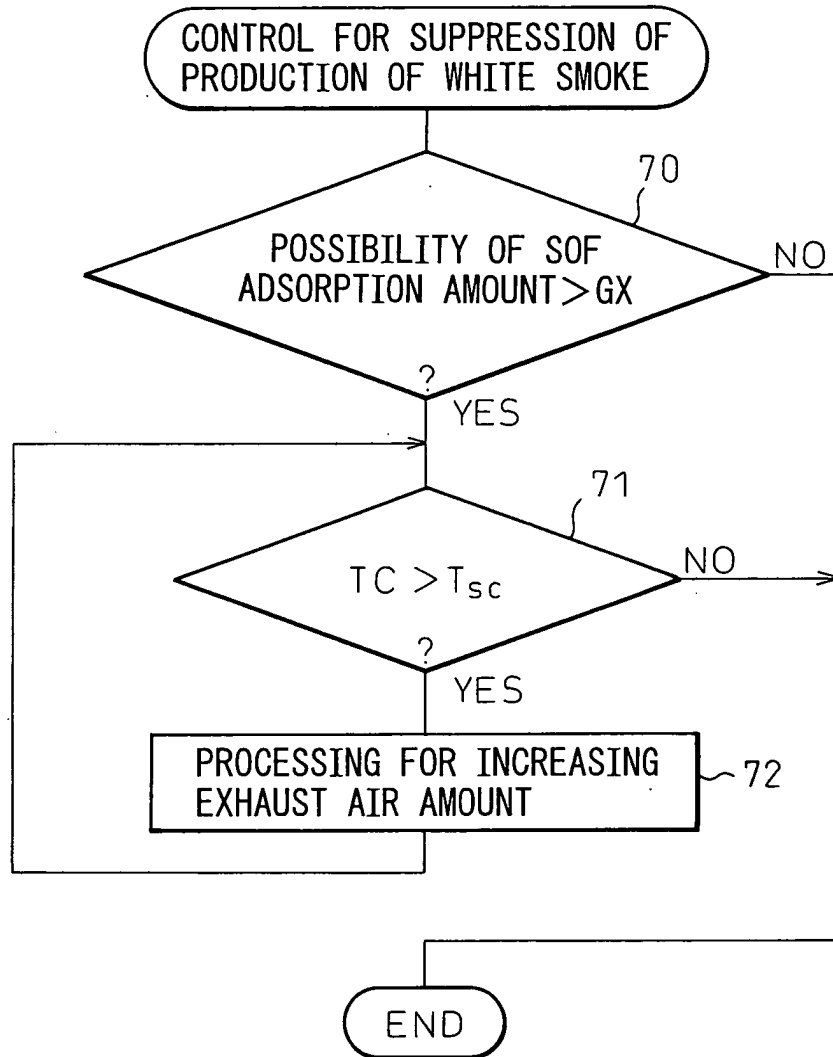 CONTROL FOR SUPPRESSION OF
PRODUCTION OF WHITE SMOKE
70
POSSIBILITY OF SOF
ADSORPTION AMOUNT>GX
?
NO
YES
71
TC > Tsc
?
NO
YES
PROCESSING FOR INCREASING
EXHAUST AIR AMOUNT
72
END